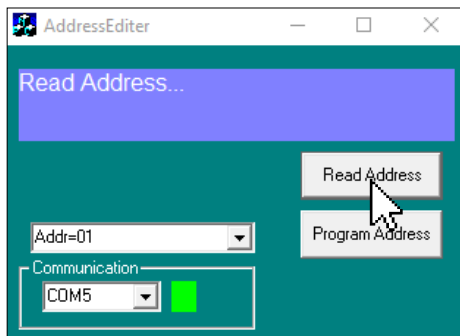 AddressEditer
Read Address...
Read Address
Addr=01
Program Address
Communication
COM5